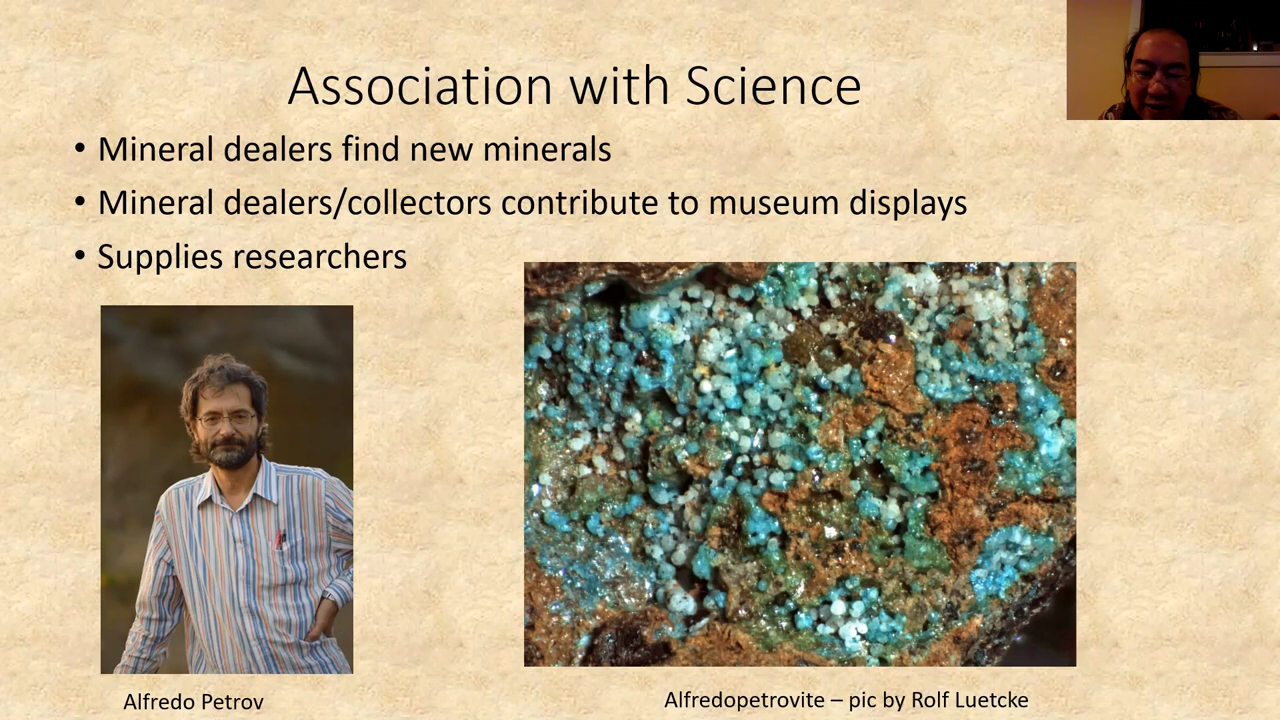 Association with Science
• Mineral dealers find new minerals
• Mineral dealers/collectors contribute to museum displays
• Supplies researchers
Alfredo Petrov
Alfredopetrovite – pic by Rolf Luetcke